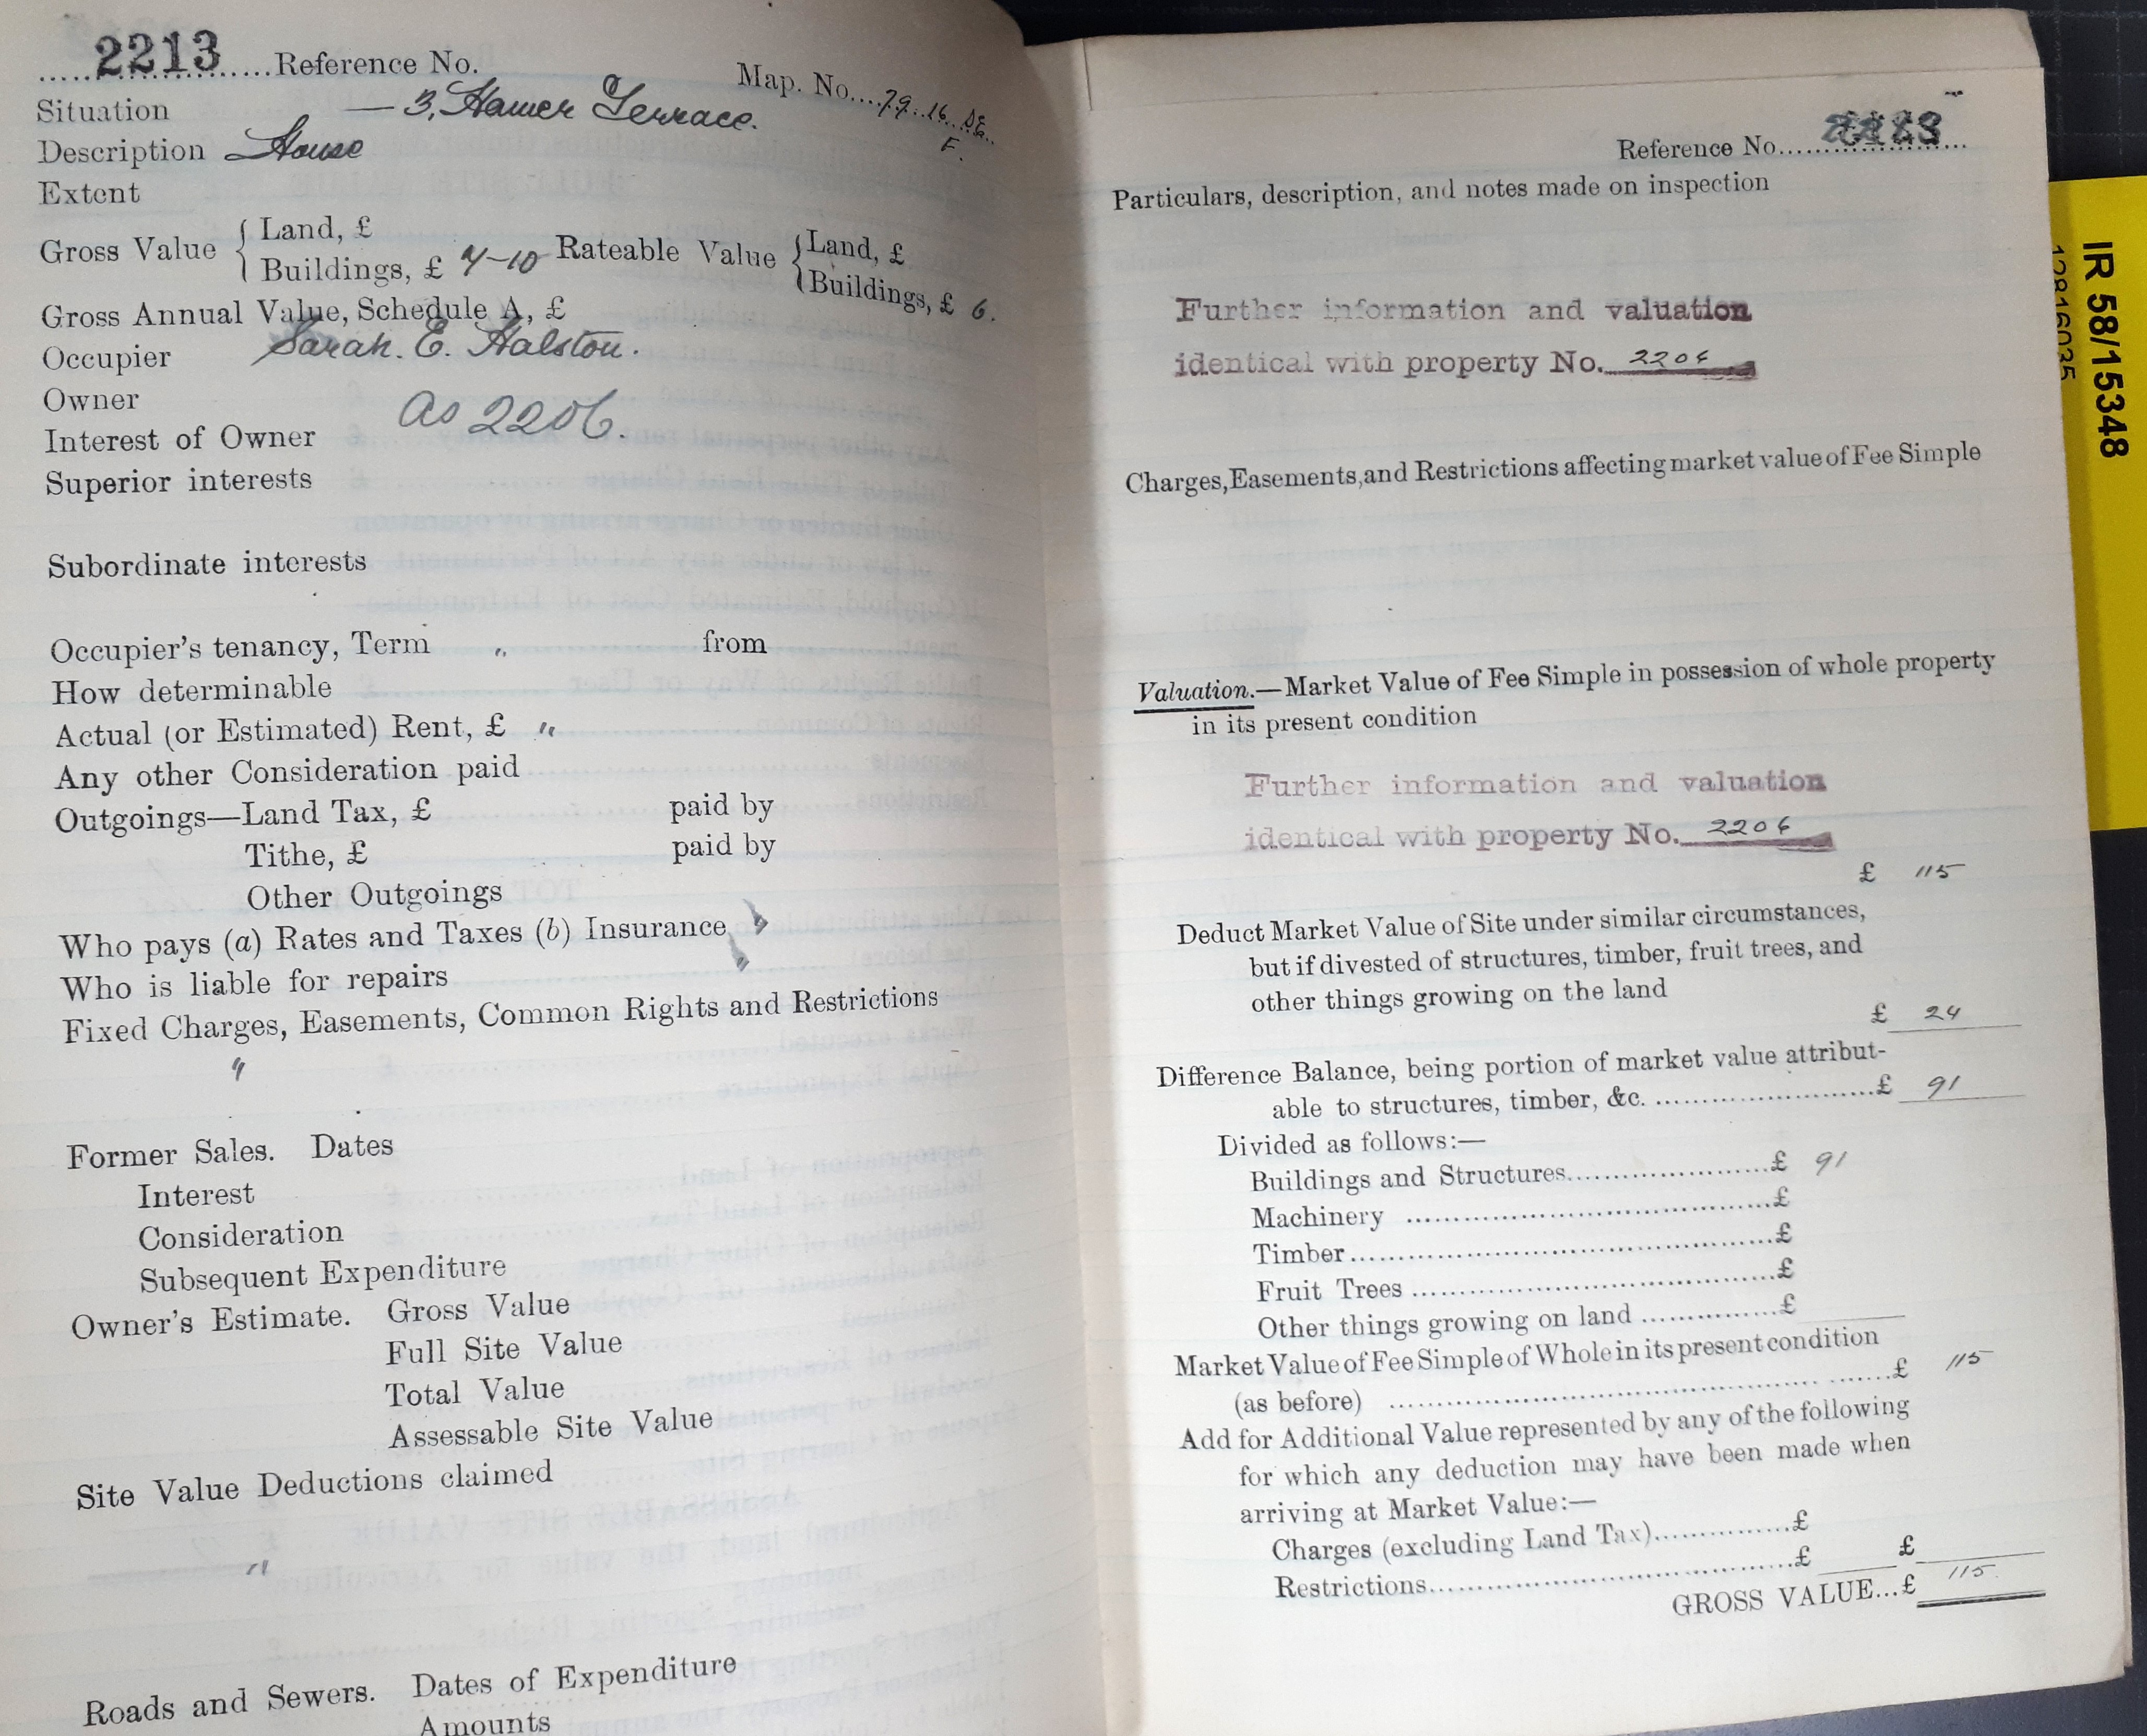 2213 Reference No.
Map. No. 79.16. SE.
F.
Situation — 3, Hamer Terrace.
Description House
Extent
Gross Value { Land, £
Buildings, £ 7-10
Rateable Value { Land, £
Buildings, £ 6.
Gross Annual Value, Schedule A, £
Occupier Sarah. E. Halston.
Owner
as 2206.
Interest of Owner
Superior interests
Subordinate interests
Occupier's tenancy, Term " from
How determinable
Actual (or Estimated) Rent, £ "
Any other Consideration paid
Outgoings—Land Tax, £ paid by
Tithe, £ paid by
Other Outgoings
Who pays (a) Rates and Taxes (b) Insurance
Who is liable for repairs
Fixed Charges, Easements, Common Rights and Restrictions
"
Former Sales. Dates
Interest
Consideration
Subsequent Expenditure
Owner's Estimate. Gross Value
Full Site Value
Total Value
Assessable Site Value
Site Value Deductions claimed
"
Roads and Sewers. Dates of Expenditure
Amounts
Reference No. 2213
Particulars, description, and notes made on inspection
Further information and valuation
identical with property No. 2206
Charges, Easements, and Restrictions affecting market value of Fee Simple
Valuation.—Market Value of Fee Simple in possession of whole property
in its present condition
Further information and valuation
identical with property No. 2206
£ 115
Deduct Market Value of Site under similar circumstances,
but if divested of structures, timber, fruit trees, and
other things growing on the land
£ 24
Difference Balance, being portion of market value attribut-
able to structures, timber, &c. £ 91
Divided as follows:—
Buildings and Structures £ 91
Machinery £
Timber £
Fruit Trees £
Other things growing on land £
Market Value of Fee Simple of Whole in its present condition
(as before) £ 115
Add for Additional Value represented by any of the following
for which any deduction may have been made when
arriving at Market Value:—
Charges (excluding Land Tax) £
Restrictions £ £
GROSS VALUE...£ 115
IR 58/15348
12816035